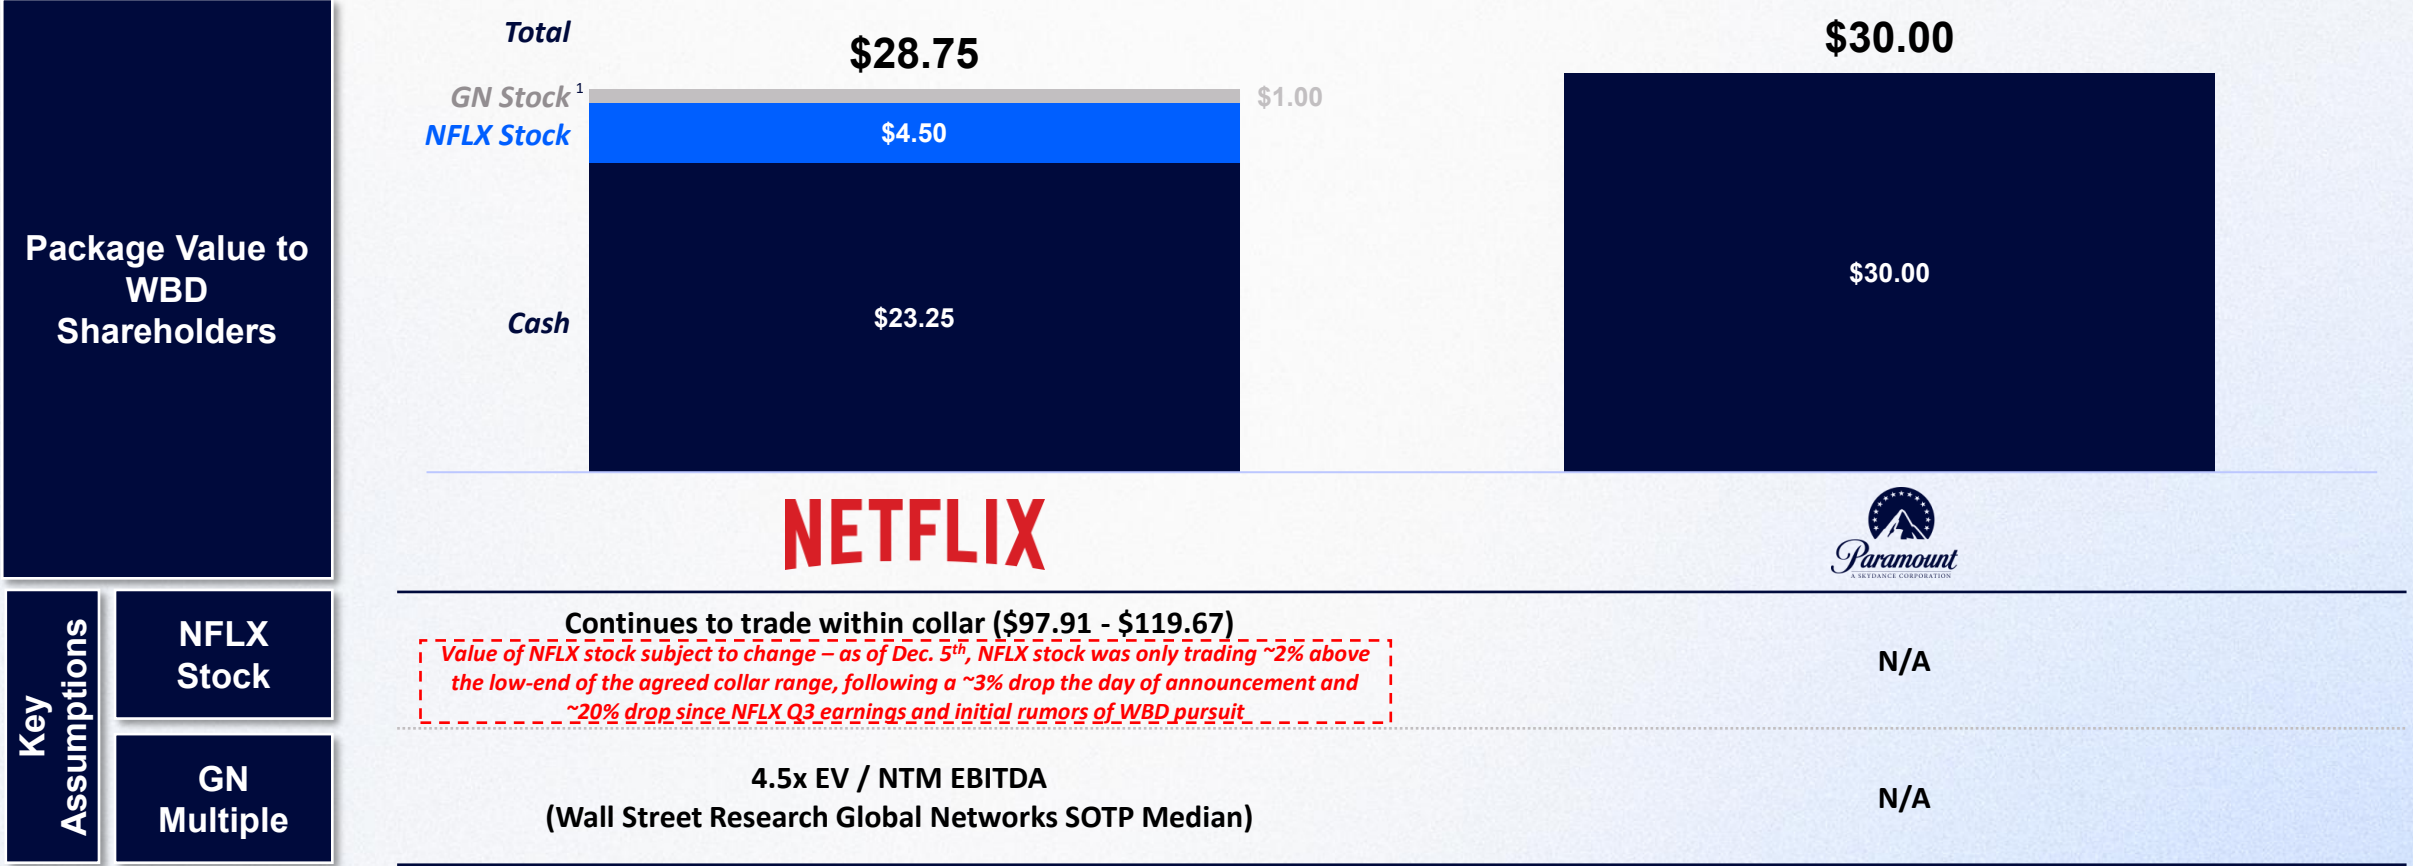 Package Value to
WBD
Shareholders
Total
$28.75
$30.00
GN Stock 1
$1.00
NFLX Stock
$4.50
Cash
$23.25
$30.00
NETFLIX
Paramount
A SKYDANCE CORPORATION
Key
Assumptions
NFLX
Stock
Continues to trade within collar ($97.91 - $119.67)
Value of NFLX stock subject to change – as of Dec. 5th, NFLX stock was only trading ~2% above
the low-end of the agreed collar range, following a ~3% drop the day of announcement and
~20% drop since NFLX Q3 earnings and initial rumors of WBD pursuit
N/A
GN
Multiple
4.5x EV / NTM EBITDA
(Wall Street Research Global Networks SOTP Median)
N/A